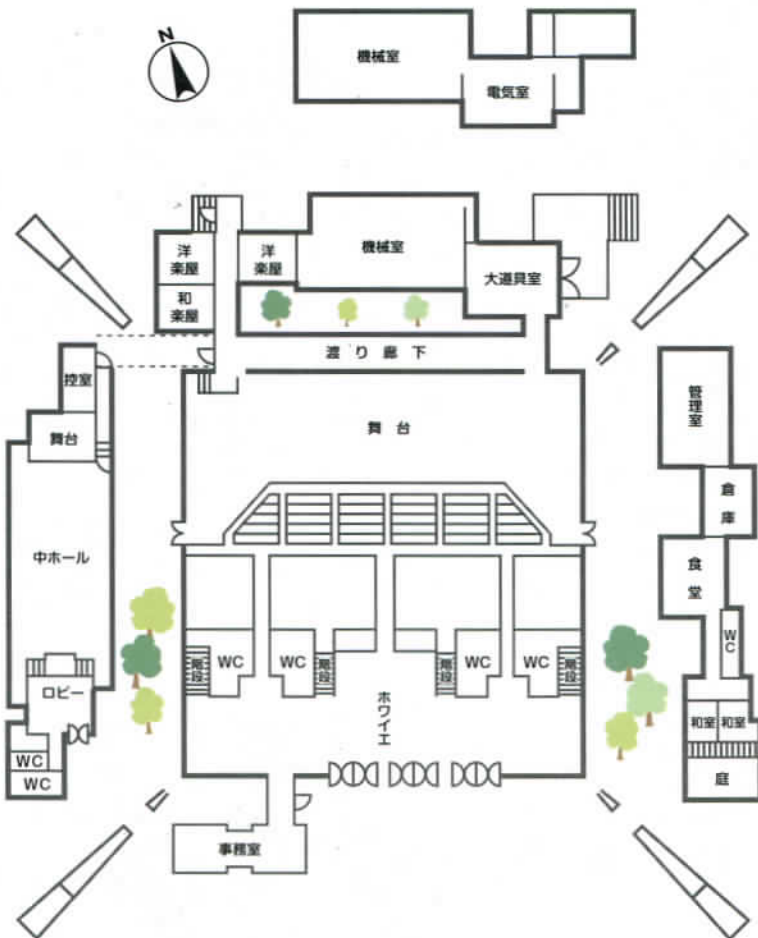 N
機械室
電気室
洋楽屋
和楽屋
洋楽屋
機械室
大道具室
渡り廊下
控室
舞台
舞台
管理室
倉庫
中ホール
食堂
WC
WC
階段
WC
階段
階段
WC
WC
階段
ロビー
ホワイエ
和室
和室
WC
WC
庭
事務室